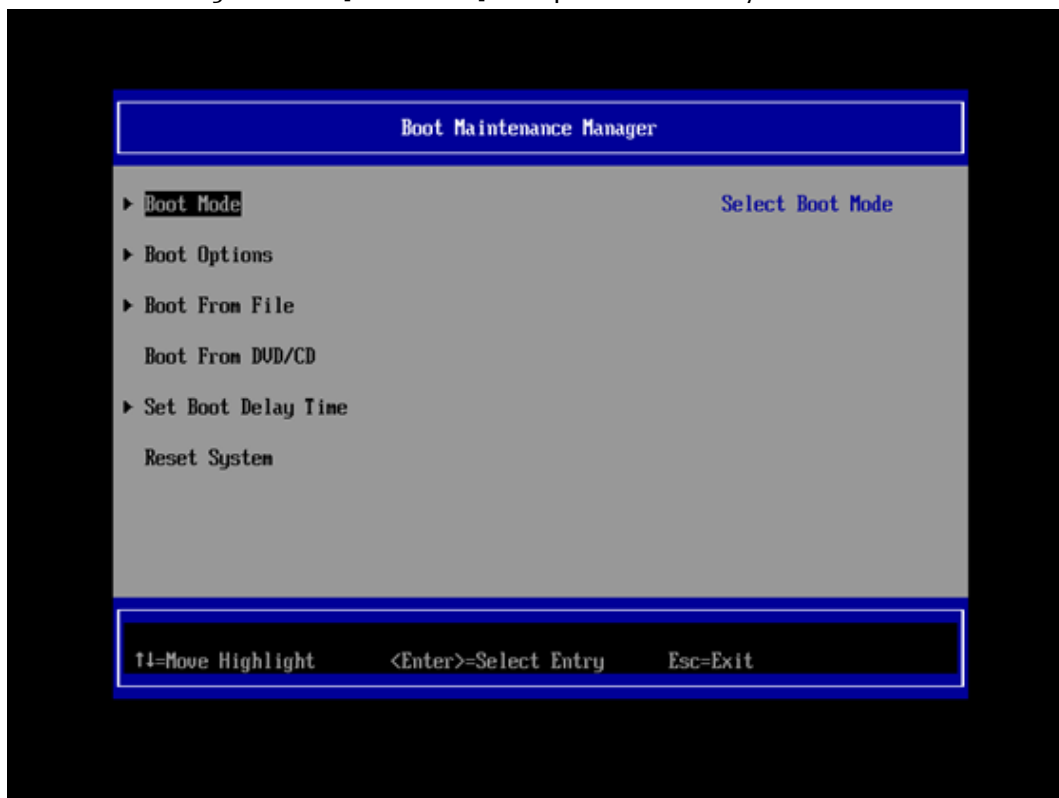 Boot Maintenance Manager
▶ Boot Mode
Select Boot Mode
▶ Boot Options
▶ Boot From File
Boot From DVD/CD
▶ Set Boot Delay Time
Reset System
↑↓=Move Highlight <Enter>=Select Entry Esc=Exit